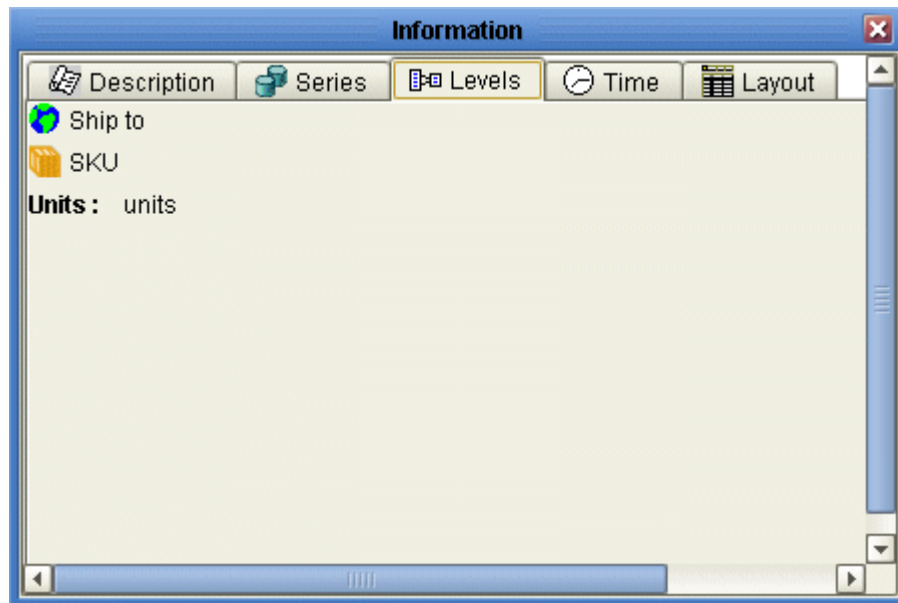 Information
Description Series Levels Time Layout
Ship to
SKU
Units : units